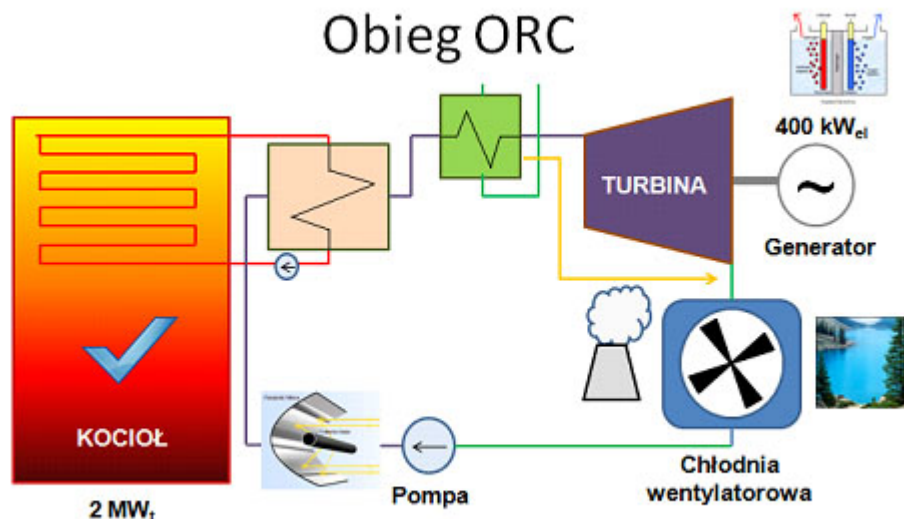 Obieg ORC
400 kWel
TURBINA
Generator
KOCIOŁ
Pompa
Chłodnia
wentylatorowa
2 MWt